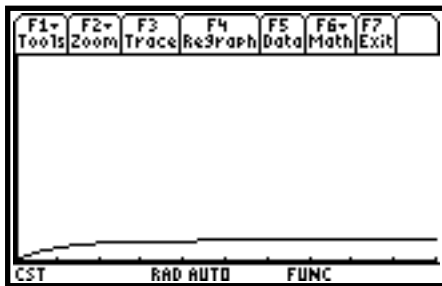 F1▾ F2▾ F3 F4 F5 F6▾ F7
Tools Zoom Trace Regraph Data Math Exit
CST RAD AUTO FUNC